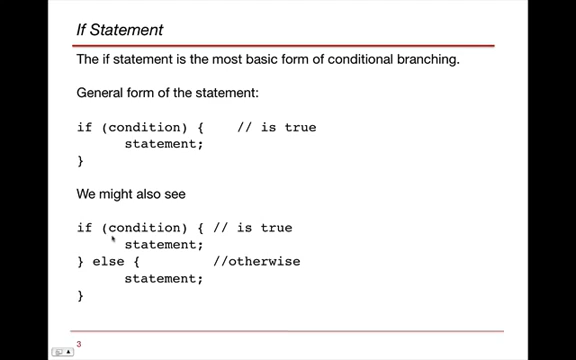 If Statement
The if statement is the most basic form of conditional branching.
General form of the statement:
if (condition) {    // is true
      statement;
}
We might also see
if (condition) { // is true
      statement;
} else {         //otherwise
      statement;
}
3